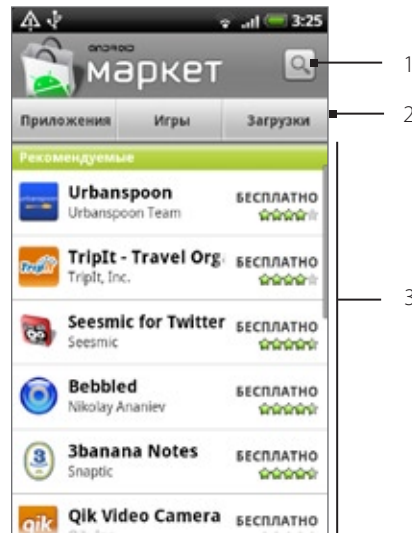 3:25
android
маркет
1
Приложения Игры Загрузки
2
Рекомендуемые
Urbanspoon БЕСПЛАТНО
Urbanspoon Team
TripIt - Travel Org БЕСПЛАТНО
TripIt, Inc.
3
Seesmic for Twitter БЕСПЛАТНО
Seesmic
Bebbled БЕСПЛАТНО
Nikolay Ananiev
3banana Notes БЕСПЛАТНО
Snaptic
Qik Video Camera БЕСПЛАТНО